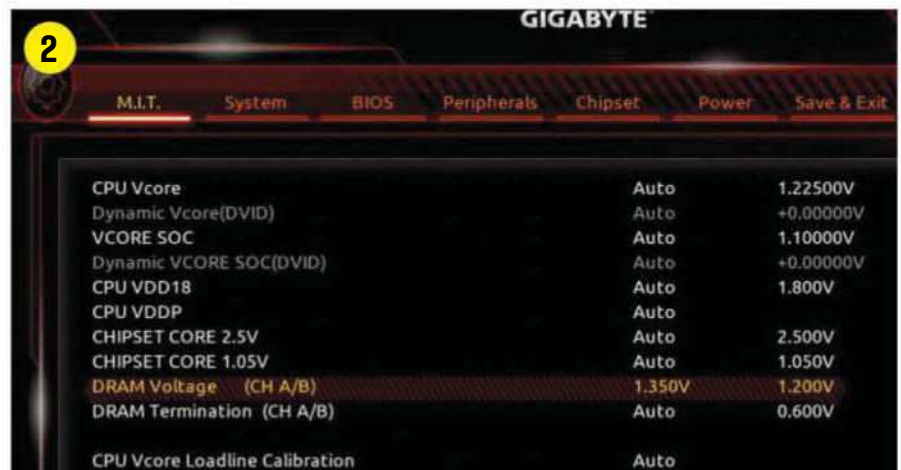 GIGABYTE
2
M.I.T. System BIOS Peripherals Chipset Power Save & Exit
CPU Vcore Auto 1.22500V
Dynamic Vcore(DVID) Auto +0.00000V
VCORE SOC Auto 1.10000V
Dynamic VCORE SOC(DVID) Auto +0.00000V
CPU VDD18 Auto 1.800V
CPU VDDP Auto
CHIPSET CORE 2.5V Auto 2.500V
CHIPSET CORE 1.05V Auto 1.050V
DRAM Voltage (CH A/B) 1.350V 1.200V
DRAM Termination (CH A/B) Auto 0.600V
CPU Vcore Loadline Calibration Auto